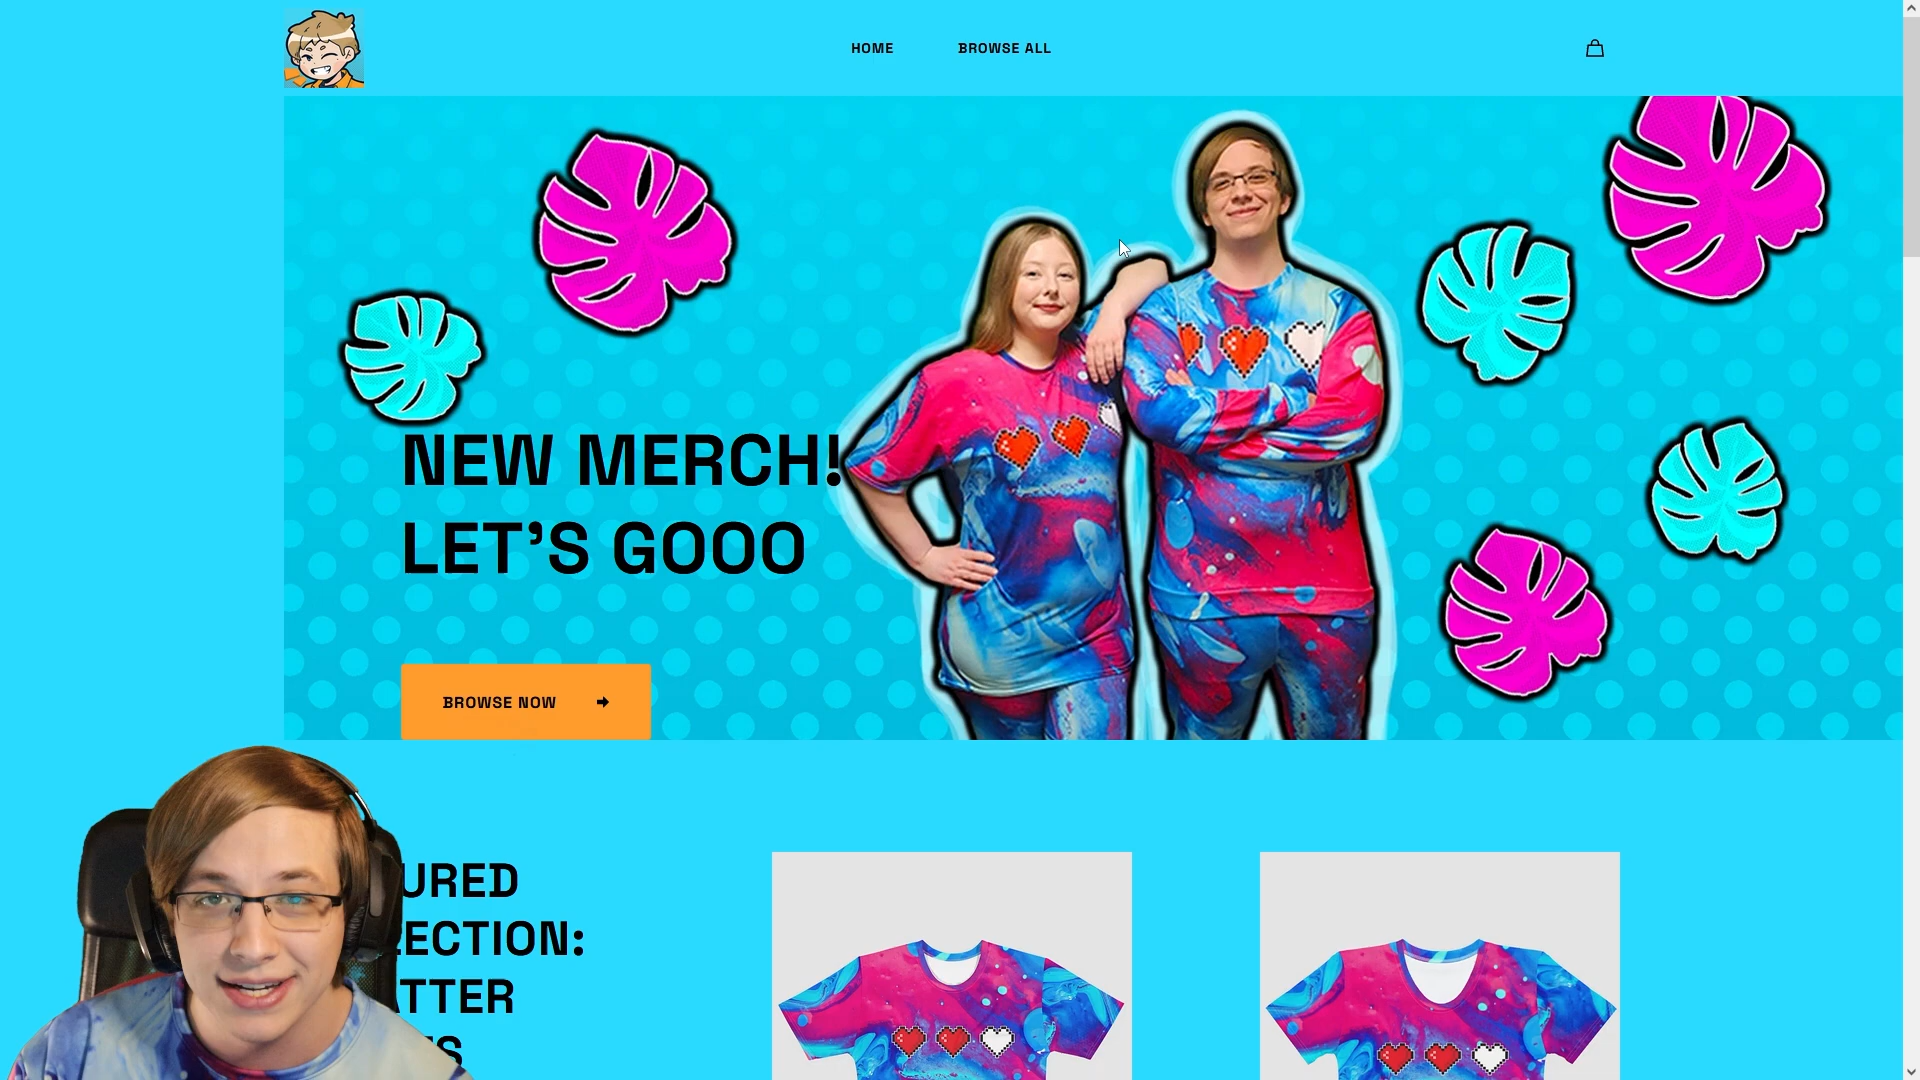 HOME
BROWSE ALL
NEW MERCH!
LET'S GOOO
BROWSE NOW
URED
ECTION:
TTER
S